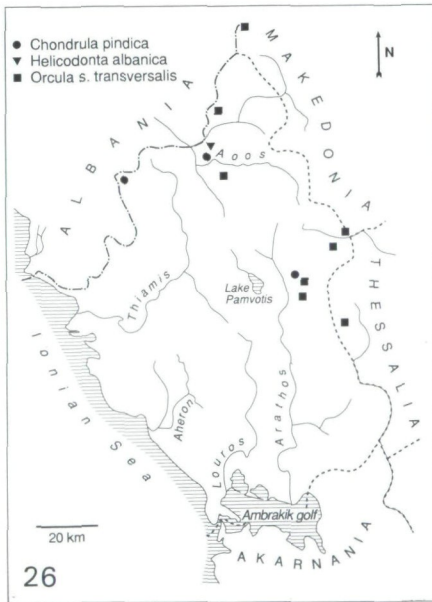 Chondrula pindica
Helicodonta albanica
Orcula s. transversalis
N
MAKEDONIA
ALBANIA
Aoos
THESSALIA
Thiamis
Lake
Pamvotis
Ionian Sea
Aheron
Louros
Arathos
Ambrakik golf
20 km
AKARNANIA
26